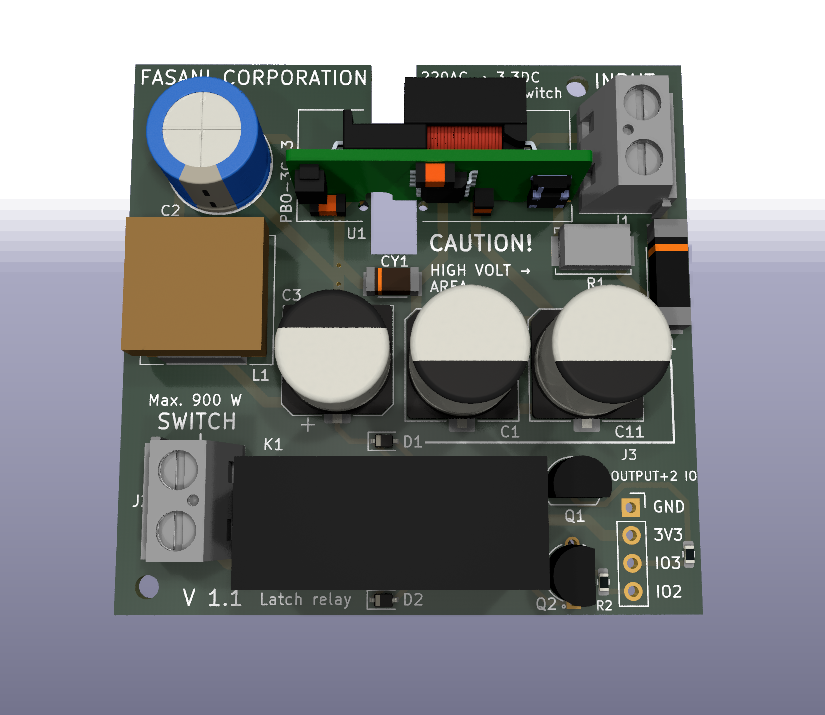 FASANI CORPORATION
220AC → 3.3DC
INPUT
witch
C2
U1
J1
CAUTION!
CY1
HIGH VOLT →
AREA
R1
C3
L1
Max. 900 W
SWITCH
C1
C11
K1
D1
J3
OUTPUT+2 IO
Q1
GND
3V3
IO3
IO2
V 1.1
Latch relay
D2
Q2
R2